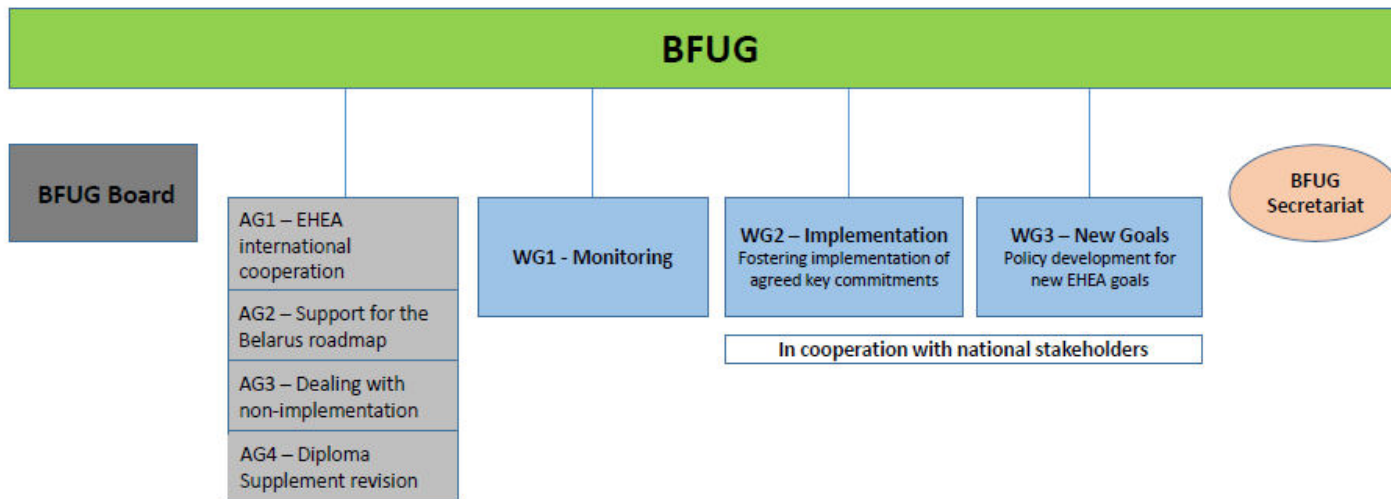 BFUG
BFUG Board
AG1 – EHEA
international
cooperation
AG2 – Support for the
Belarus roadmap
AG3 – Dealing with
non-implementation
AG4 – Diploma
Supplement revision
WG1 - Monitoring
WG2 – Implementation
Fostering implementation of
agreed key commitments
WG3 – New Goals
Policy development for
new EHEA goals
In cooperation with national stakeholders
BFUG
Secretariat